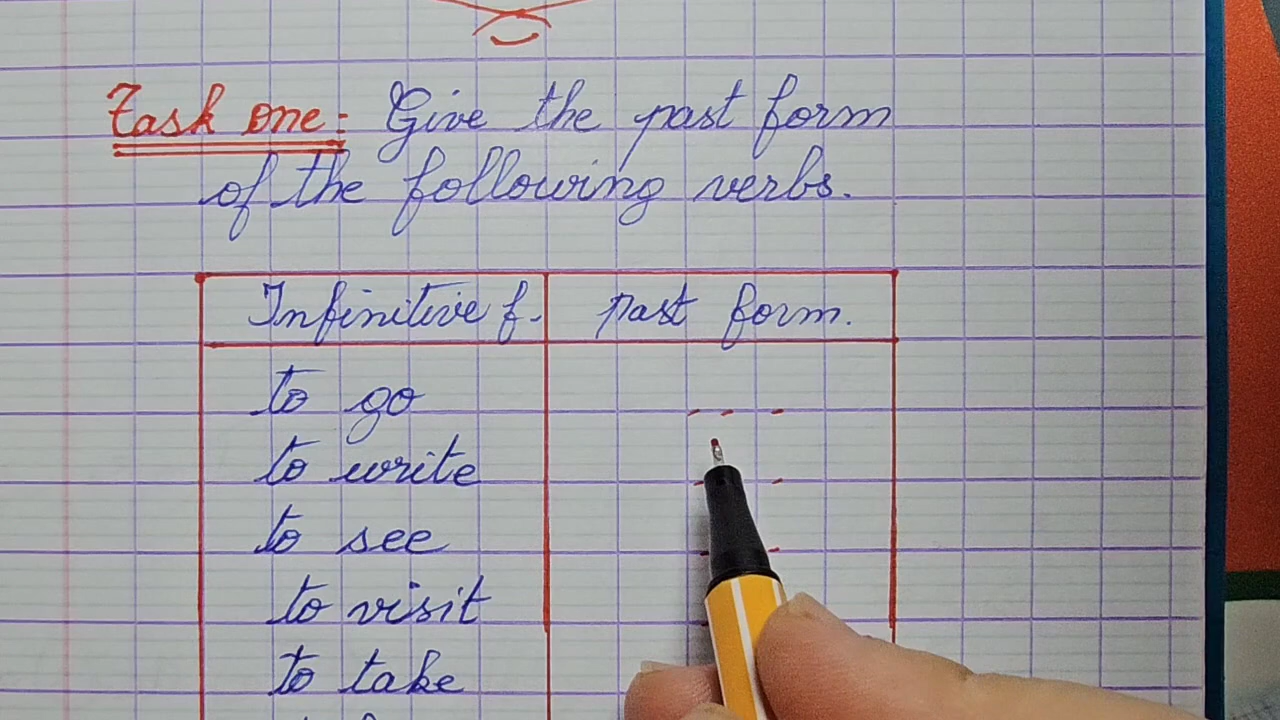 Task one: Give the past form
of the following verbs.
Infinitive f. past form.
to go ...
to write
to see
to visit
to take